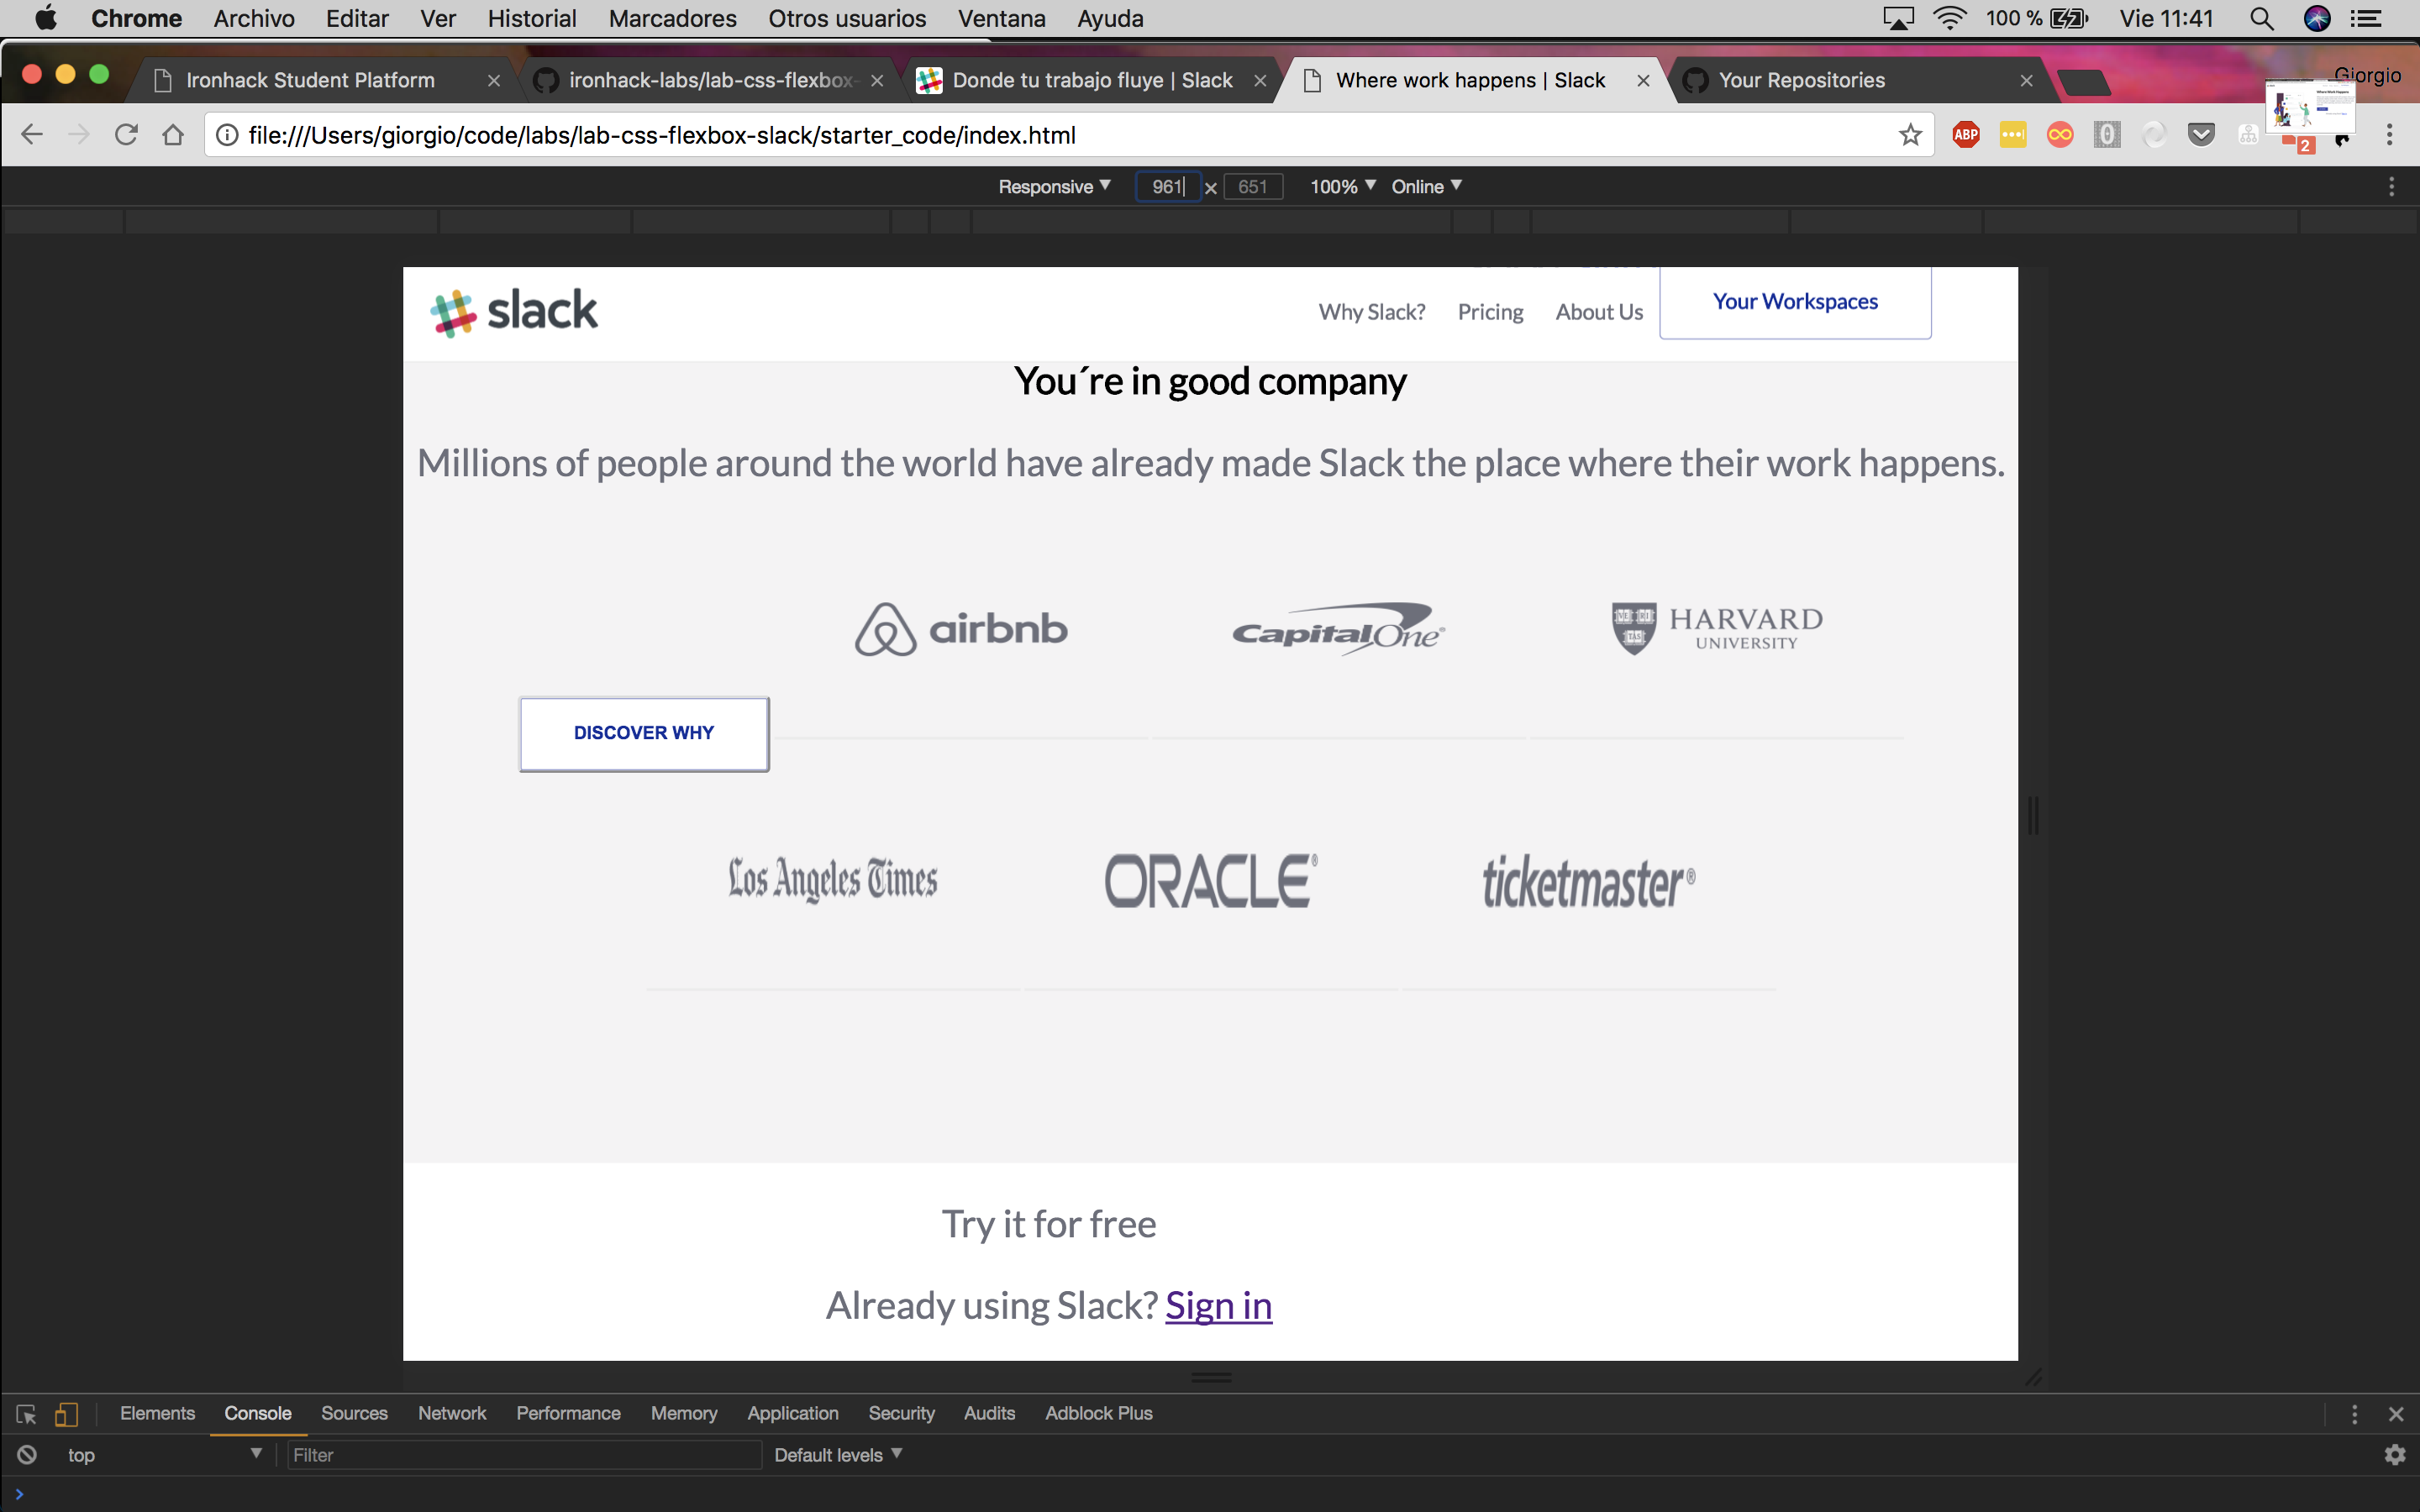 Chrome Archivo Editar Ver Historial Marcadores Otros usuarios Ventana Ayuda 100 % Vie 11:41
Ironhack Student Platform ironhack-labs/lab-css-flexbox- Donde tu trabajo fluye | Slack Where work happens | Slack Your Repositories Giorgio
file:///Users/giorgio/code/labs/lab-css-flexbox-slack/starter_code/index.html ABP 0 2
Responsive 961 × 651 100% Online
slack Why Slack? Pricing About Us Your Workspaces
You´re in good company
Millions of people around the world have already made Slack the place where their work happens.
airbnb CapitalOne® HARVARD
UNIVERSITY
DISCOVER WHY
Los Angeles Times ORACLE® ticketmaster®
Try it for free
Already using Slack? Sign in
Elements Console Sources Network Performance Memory Application Security Audits Adblock Plus
top Filter Default levels